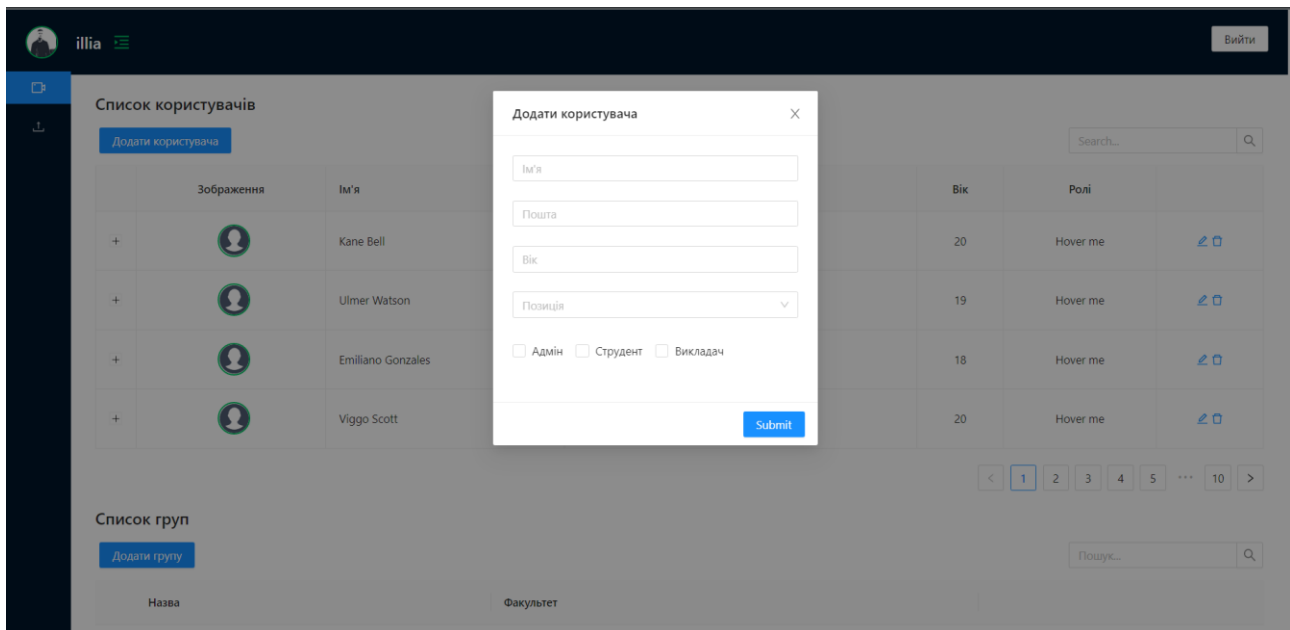 illia
Вийти
Список користувачів
Додати користувача
Search...
Зображення Ім'я Вік Ролі
Kane Bell 20 Hover me
Ulmer Watson 19 Hover me
Emiliano Gonzales 18 Hover me
Viggo Scott 20 Hover me
Додати користувача
Ім'я
Пошта
Вік
Позиція
Адмін Струдент Викладач
Submit
1 2 3 4 5 ••• 10
Список груп
Додати групу
Пошук...
Назва Факультет